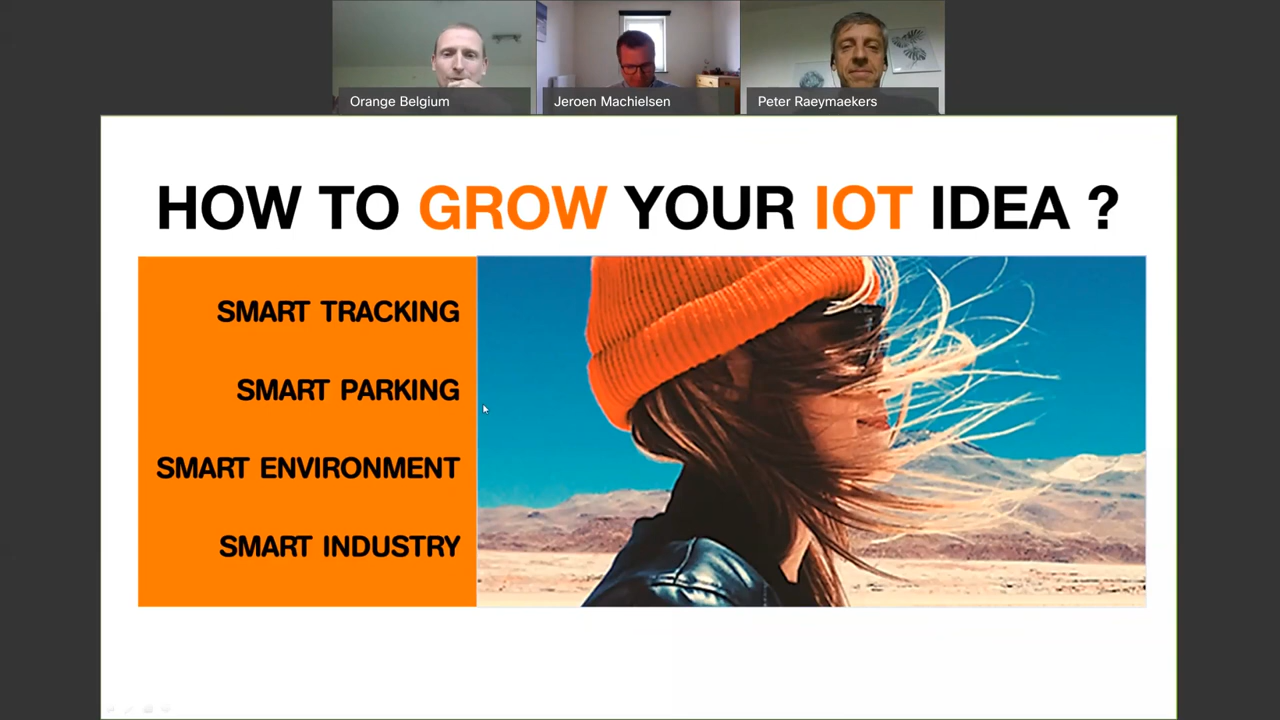 Orange Belgium
Jeroen Machielsen
Peter Raeymaekers
HOW TO GROW YOUR IOT IDEA ?
SMART TRACKING
SMART PARKING
SMART ENVIRONMENT
SMART INDUSTRY